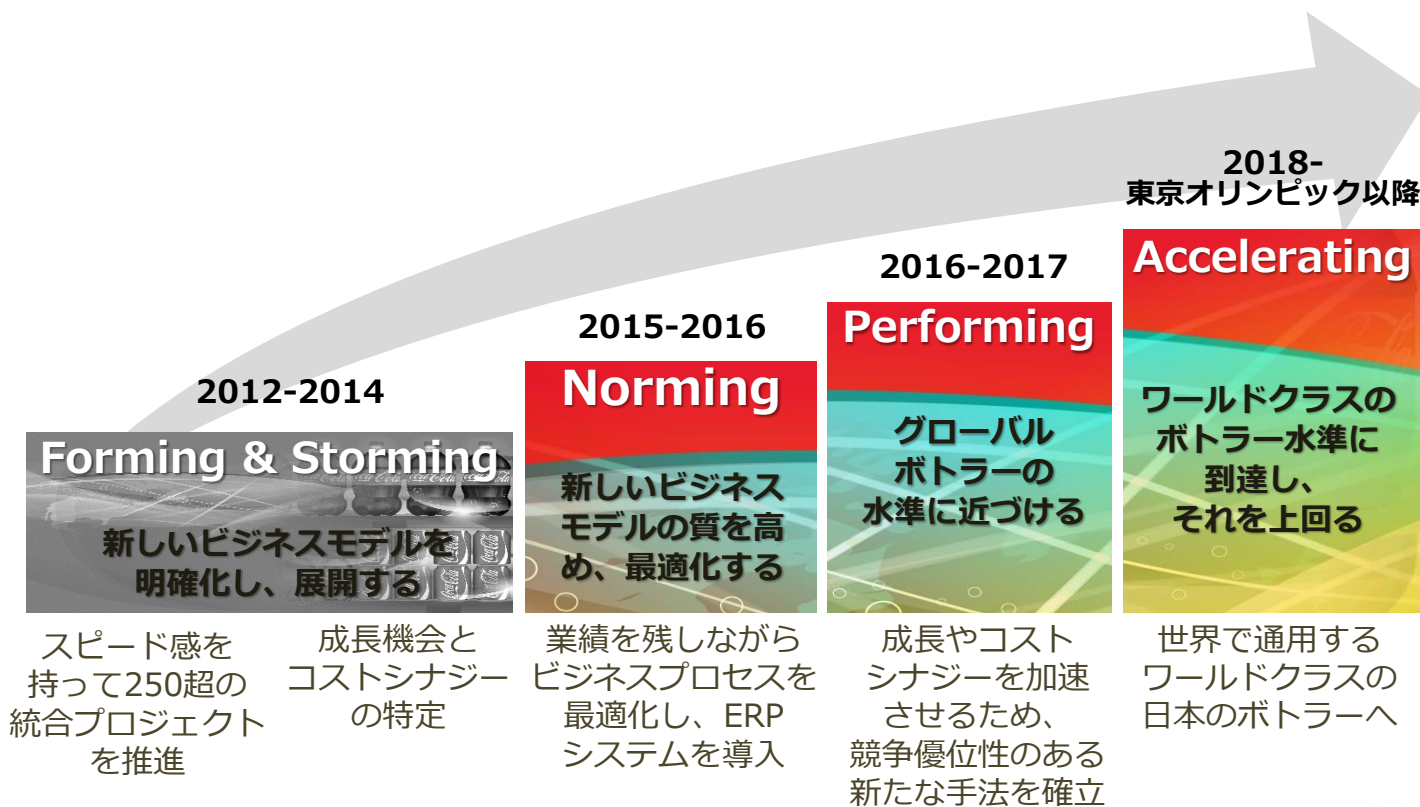 2012-2014
Forming & Storming
新しいビジネスモデルを
明確化し、展開する
スピード感を
持って250超の
統合プロジェクト
を推進
成長機会と
コストシナジー
の特定
2015-2016
Norming
新しいビジネス
モデルの質を高
め、最適化する
業績を残しながら
ビジネスプロセスを
最適化し、ERP
システムを導入
2016-2017
Performing
グローバル
ボトラーの
水準に近づける
成長やコスト
シナジーを加速
させるため、
競争優位性のある
新たな手法を確立
2018-
東京オリンピック以降
Accelerating
ワールドクラスの
ボトラー水準に
到達し、
それを上回る
世界で通用する
ワールドクラスの
日本のボトラーへ